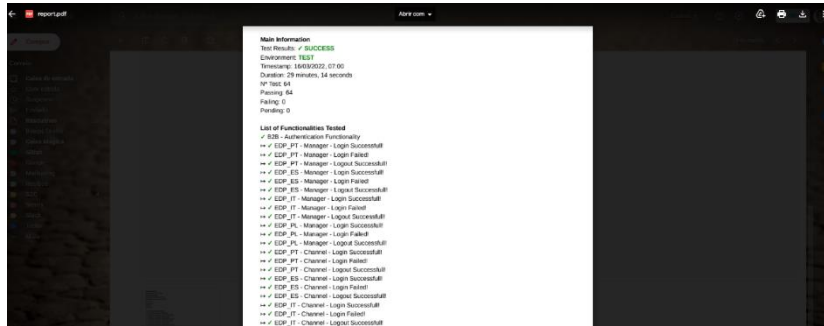 report.pdf
Abrir com
Main Information
Test Results: ✓ SUCCESS
Environment: TEST
Timestamp: 16/03/2022, 07:00
Duration: 29 minutes, 14 seconds
Nº Test: 64
Passing: 64
Failing: 0
Pending: 0
List of Functionalities Tested
✓ B2B - Authentication Functionality
↦ ✓ EDP_PT - Manager - Login Successfull!
↦ ✓ EDP_PT - Manager - Login Failed!
↦ ✓ EDP_PT - Manager - Logout Successfull!
↦ ✓ EDP_ES - Manager - Login Successfull!
↦ ✓ EDP_ES - Manager - Login Failed!
↦ ✓ EDP_ES - Manager - Logout Successfull!
↦ ✓ EDP_IT - Manager - Login Successfull!
↦ ✓ EDP_IT - Manager - Login Failed!
↦ ✓ EDP_IT - Manager - Logout Successfull!
↦ ✓ EDP_PL - Manager - Login Successfull!
↦ ✓ EDP_PL - Manager - Login Failed!
↦ ✓ EDP_PL - Manager - Logout Successfull!
↦ ✓ EDP_PT - Channel - Login Successfull!
↦ ✓ EDP_PT - Channel - Login Failed!
↦ ✓ EDP_PT - Channel - Logout Successfull!
↦ ✓ EDP_ES - Channel - Login Successfull!
↦ ✓ EDP_ES - Channel - Login Failed!
↦ ✓ EDP_ES - Channel - Logout Successfull!
↦ ✓ EDP_IT - Channel - Login Successfull!
↦ ✓ EDP_IT - Channel - Login Failed!
↦ ✓ EDP_IT - Channel - Logout Successfull!